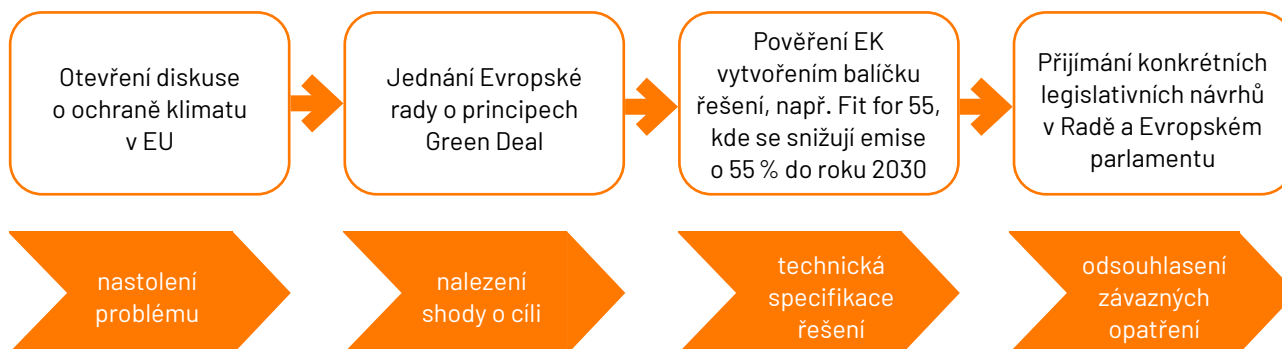 Otevření diskuse
o ochraně klimatu
v EU
Jednání Evropské
rady o principech
Green Deal
Pověření EK
vytvořením balíčku
řešení, např. Fit for 55,
kde se snižují emise
o 55 % do roku 2030
Přijímání konkrétních
legislativních návrhů
v Radě a Evropském
parlamentu
nastolení
problému
nalezení
shody o cíli
technická
specifikace
řešení
odsouhlasení
závazných
opatření